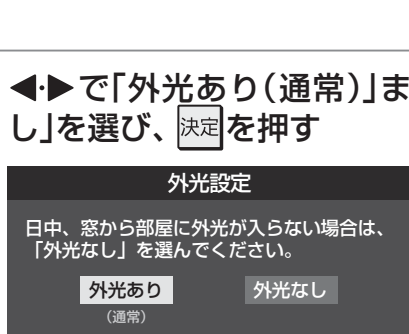 ◀・▶で「外光あり（通常）」ま
し」を選び、決定を押す
外光設定
日中、窓から部屋に外光が入らない場合は、
「外光なし」を選んでください。
外光あり 外光なし
（通常）